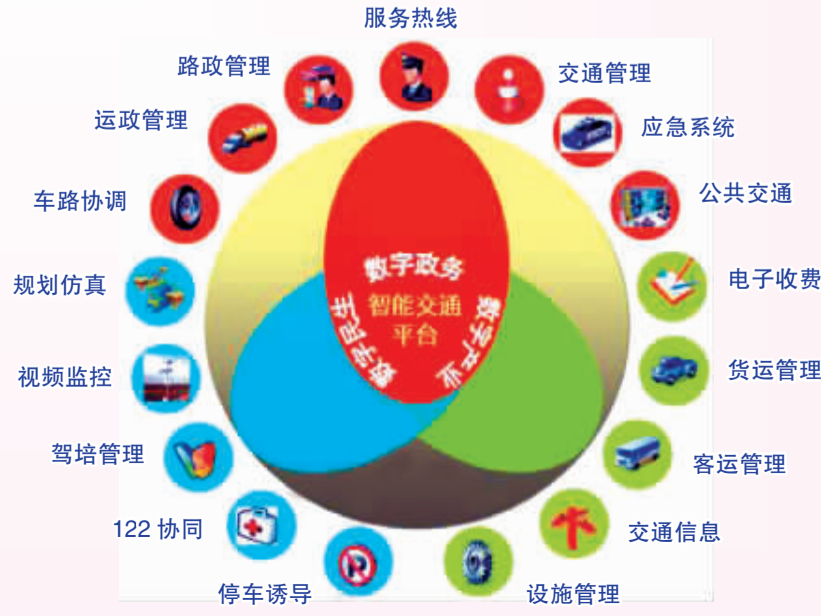 服务热线
路政管理
交通管理
运政管理
应急系统
车路协调
公共交通
规划仿真
电子收费
视频监控
货运管理
驾培管理
客运管理
122 协同
交通信息
停车诱导
设施管理
数字政务
智能交通
平台
数字民生
数字产业